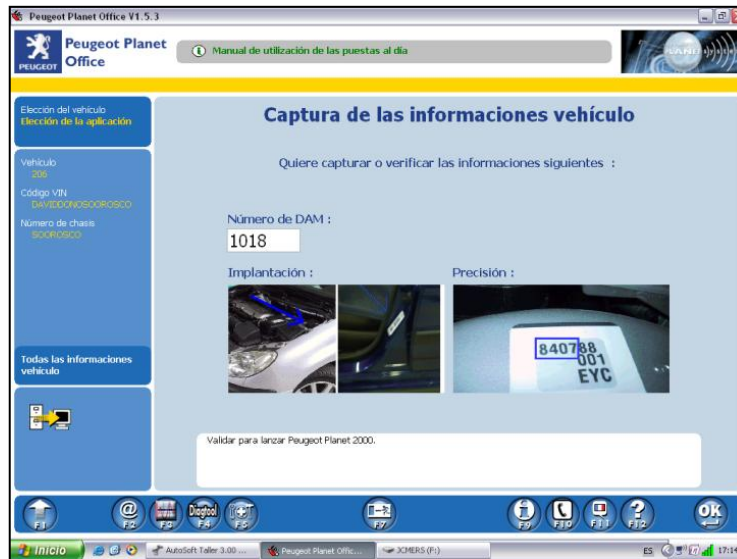 Peugeot Planet Office V1.5.3
PEUGEOT
Peugeot Planet
Office
Manual de utilización de las puestas al día
Elección del vehículo
Elección de la aplicación
Captura de las informaciones vehículo
Vehículo
206
Quiere capturar o verificar las informaciones siguientes :
Código VIN
DAVIDDONOSOOROSCO
Número de chasis
SOOROSCO
Número de DAM :
1018
Implantación :
Precisión :
840788
001
EYC
Todas las informaciones
vehículo
Validar para lanzar Peugeot Planet 2000.
F1
@
F2
F3
Diagtool
F4
F5
F7
F9
F10
F11
?
F12
OK
Inicio
AutoSoft Taller 3.00 ...
Peugeot Planet Offic...
XCMERS (F:)
ES